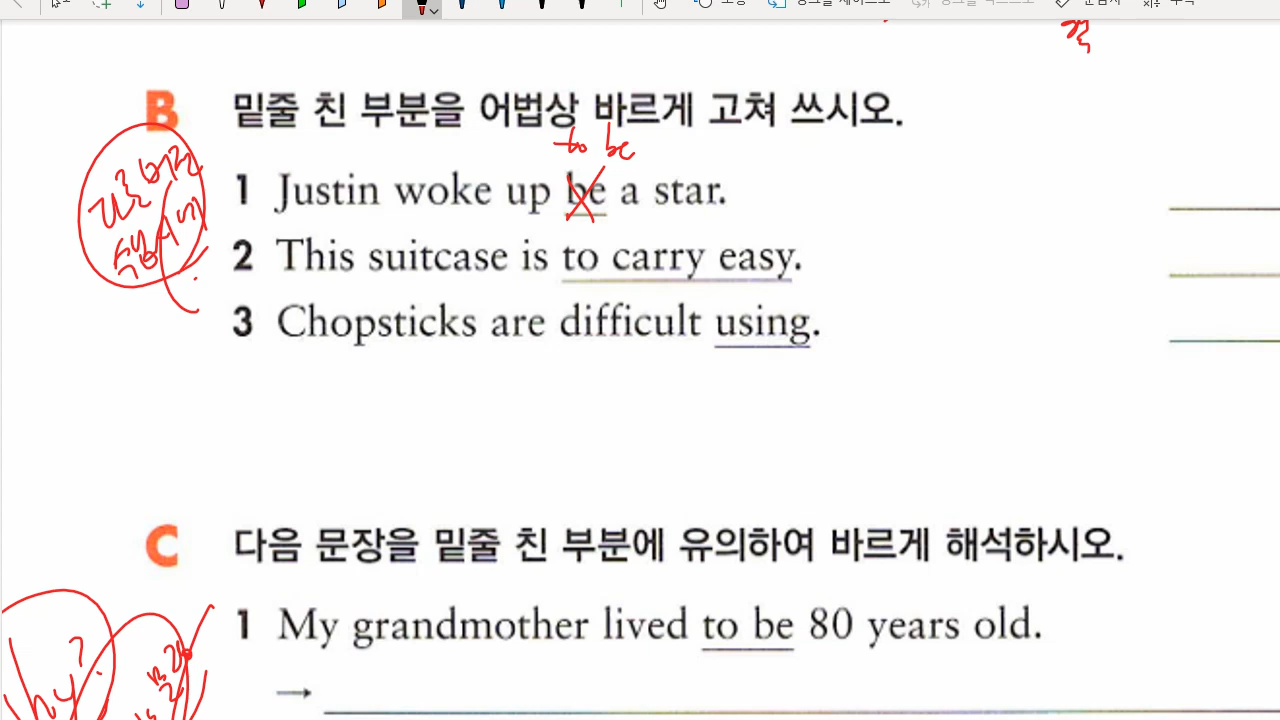 B 밑줄 친 부분을 어법상 바르게 고쳐 쓰시오.
to be
1 Justin woke up be a star.
2 This suitcase is to carry easy.
3 Chopsticks are difficult using.
C 다음 문장을 밑줄 친 부분에 유의하여 바르게 해석하시오.
1 My grandmother lived to be 80 years old.
→